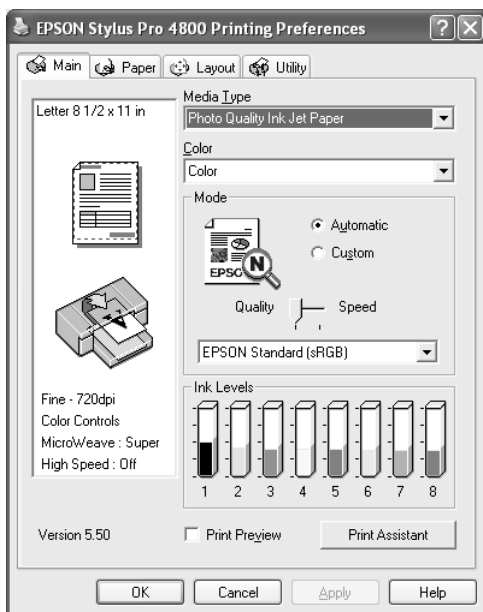 EPSON Stylus Pro 4800 Printing Preferences
Main Paper Layout Utility
Letter 8 1/2 x 11 in
Media Type
Photo Quality Ink Jet Paper
Color
Color
Mode
Automatic
Custom
EPSO
N
Quality Speed
EPSON Standard (sRGB)
Fine - 720dpi
Color Controls
MicroWeave : Super
High Speed : Off
Ink Levels
1 2 3 4 5 6 7 8
Version 5.50
Print Preview
Print Assistant
OK Cancel Apply Help